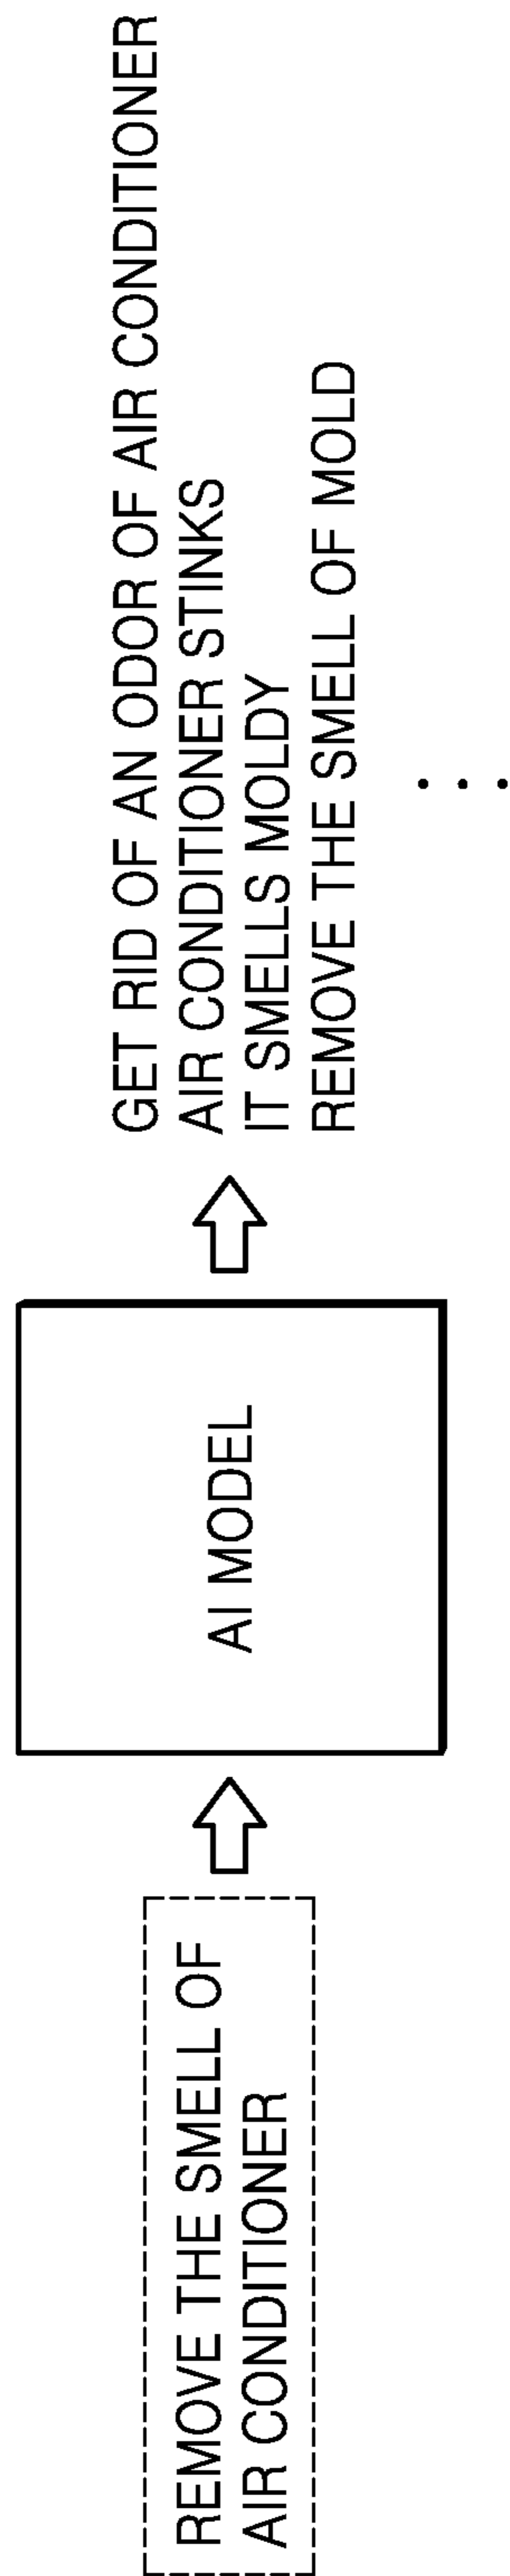 REMOVE THE SMELL OF
AIR CONDITIONER
AI MODEL
GET RID OF AN ODOR OF AIR CONDITIONER
AIR CONDITIONER STINKS
IT SMELLS MOLDY
REMOVE THE SMELL OF MOLD
. . .